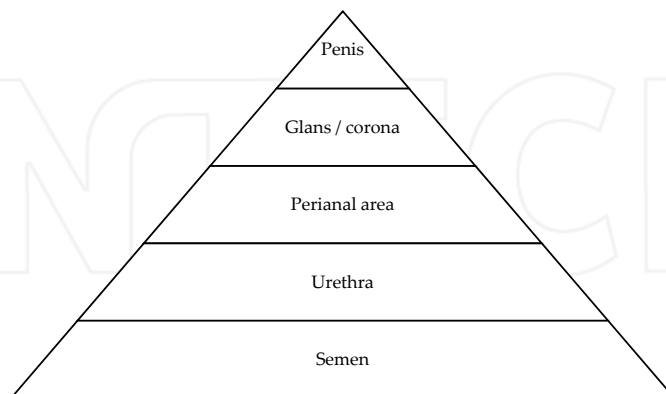 Penis
Glans / corona
Perianal area
Urethra
Semen